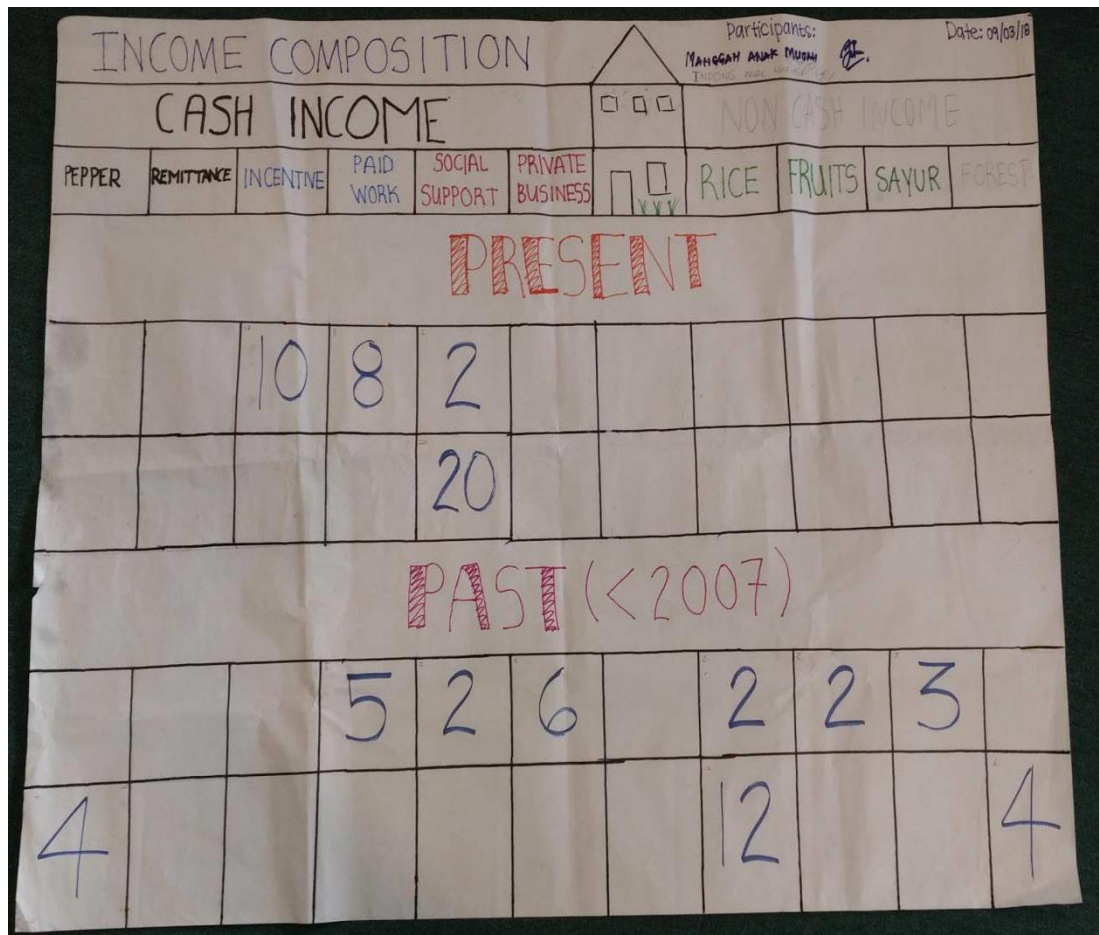 INCOME COMPOSITION
Participants:
MANGGAH ANAK
Date: 09/03/18
CASH INCOME
NON CASH INCOME
PEPPER REMITTANCE INCENTIVE PAID WORK SOCIAL SUPPORT PRIVATE BUSINESS RICE FRUITS SAYUR FOREST
PRESENT
10 8 2
20
PAST (<2007)
5 2 6 2 2 3
4 12 4